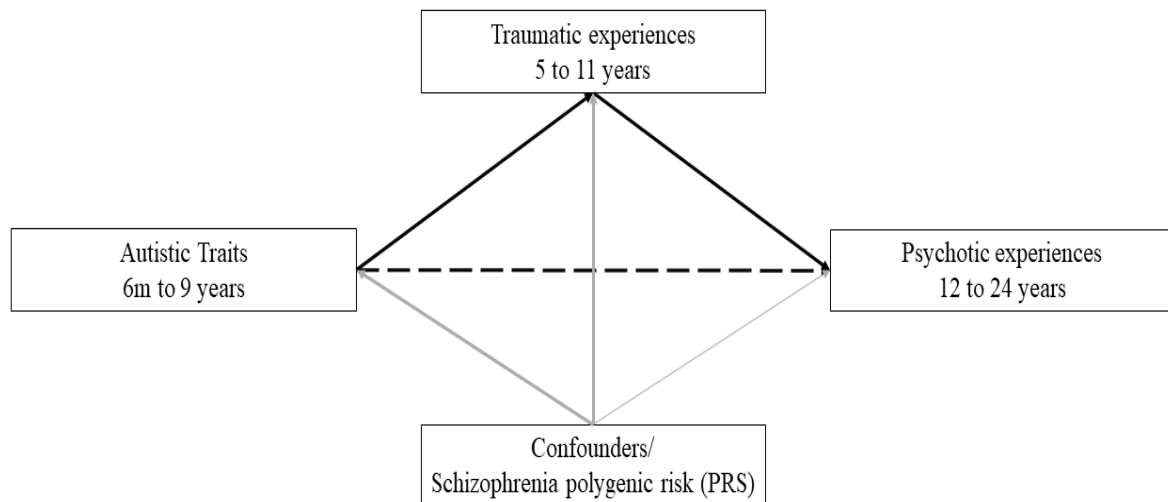 Traumatic experiences
5 to 11 years
Autistic Traits
6m to 9 years
Psychotic experiences
12 to 24 years
Confounders/
Schizophrenia polygenic risk (PRS)